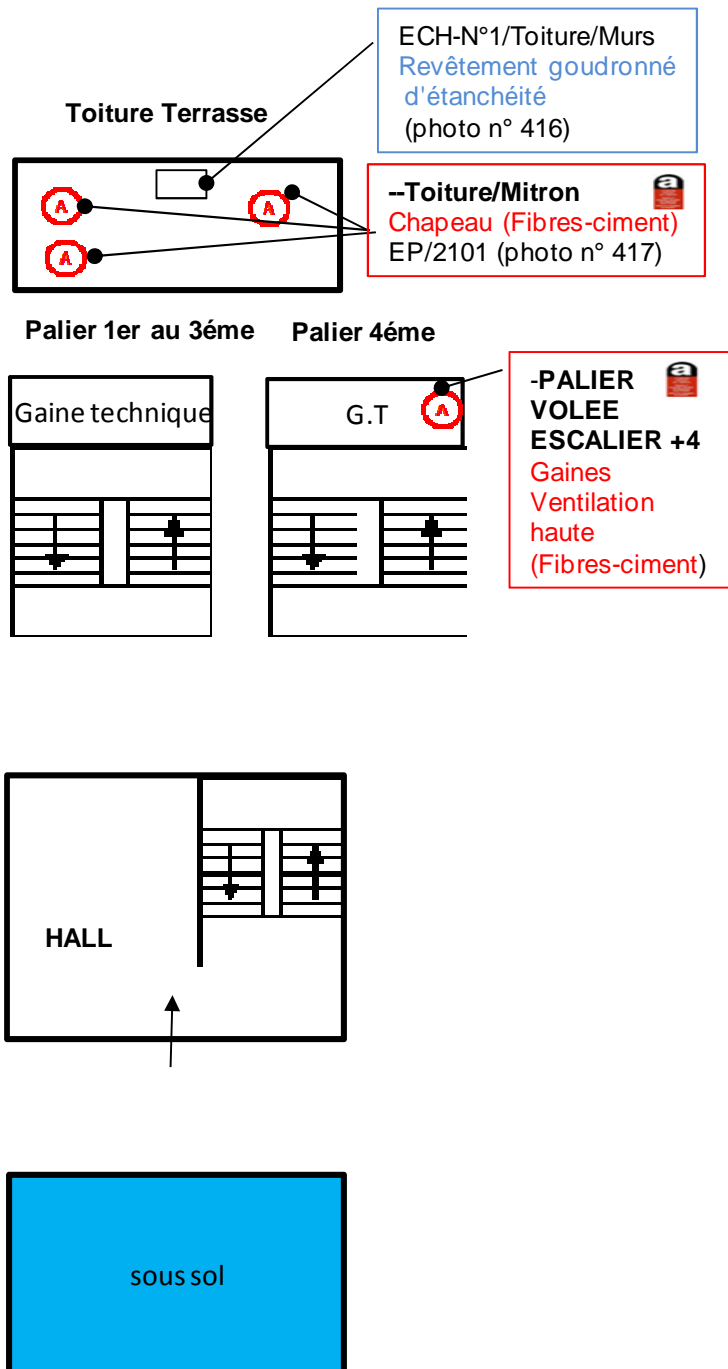 ECH-N°1/Toiture/Murs
Revêtement goudronné
d'étanchéité
(photo n° 416)
Toiture Terrasse
A
A
A
--Toiture/Mitron
a
Chapeau (Fibres-ciment)
EP/2101 (photo n° 417)
Palier 1er au 3éme
Palier 4éme
Gaine technique
G.T
A
-PALIER
a
VOLEE
ESCALIER +4
Gaines
Ventilation
haute
(Fibres-ciment)
HALL
sous sol